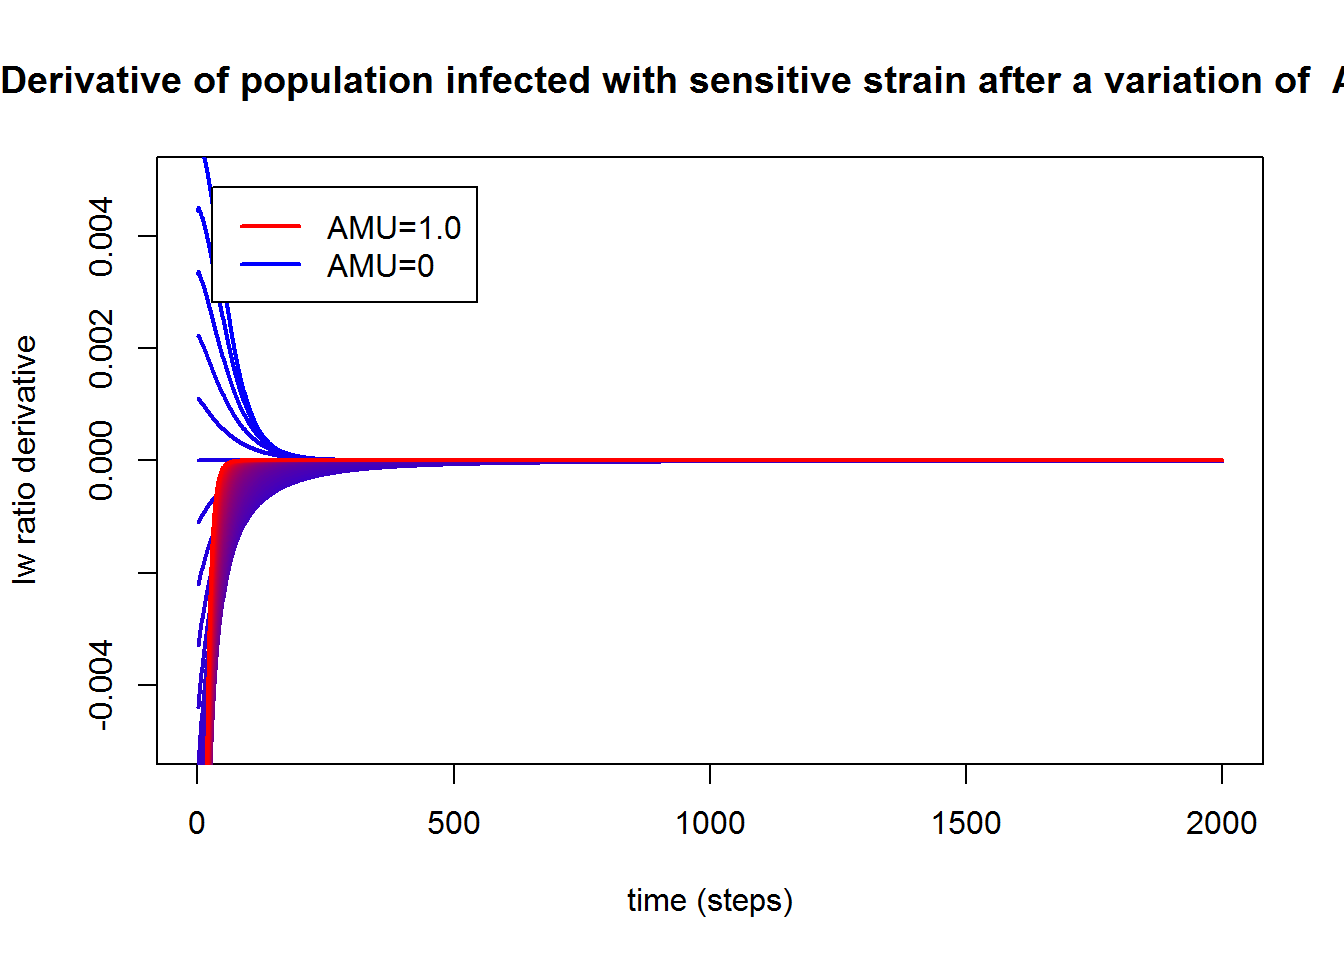 Derivative of population infected with sensitive strain after a variation of A
AMU=1.0
AMU=0
Iw ratio derivative
0.004
0.002
0.000
-0.004
0
500
1000
1500
2000
time (steps)